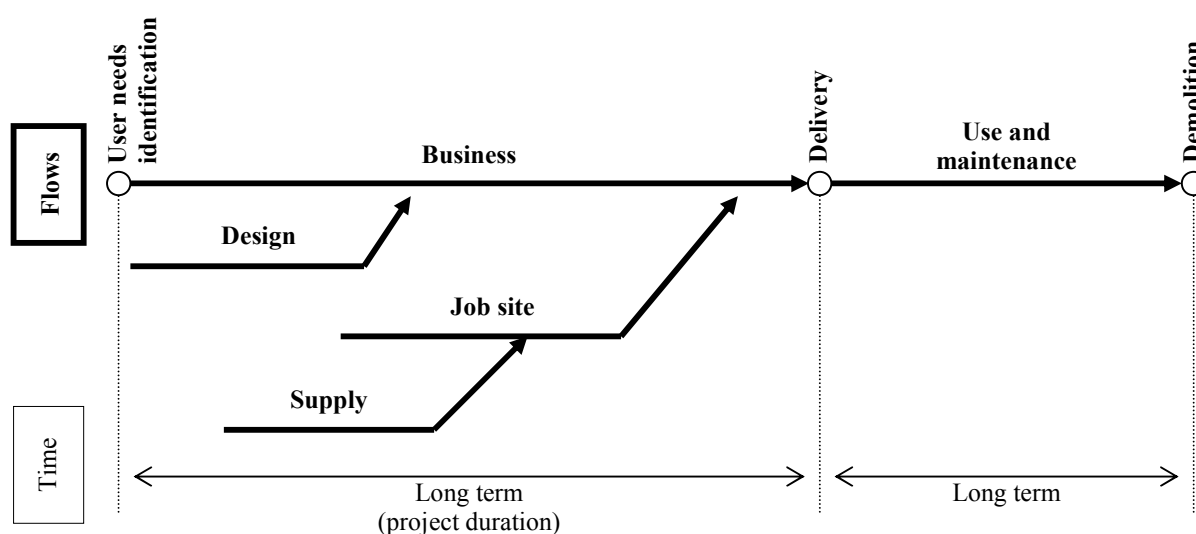 User needs
identification
Delivery
Demolition
Flows
Business
Use and
maintenance
Design
Job site
Supply
Time
Long term
(project duration)
Long term